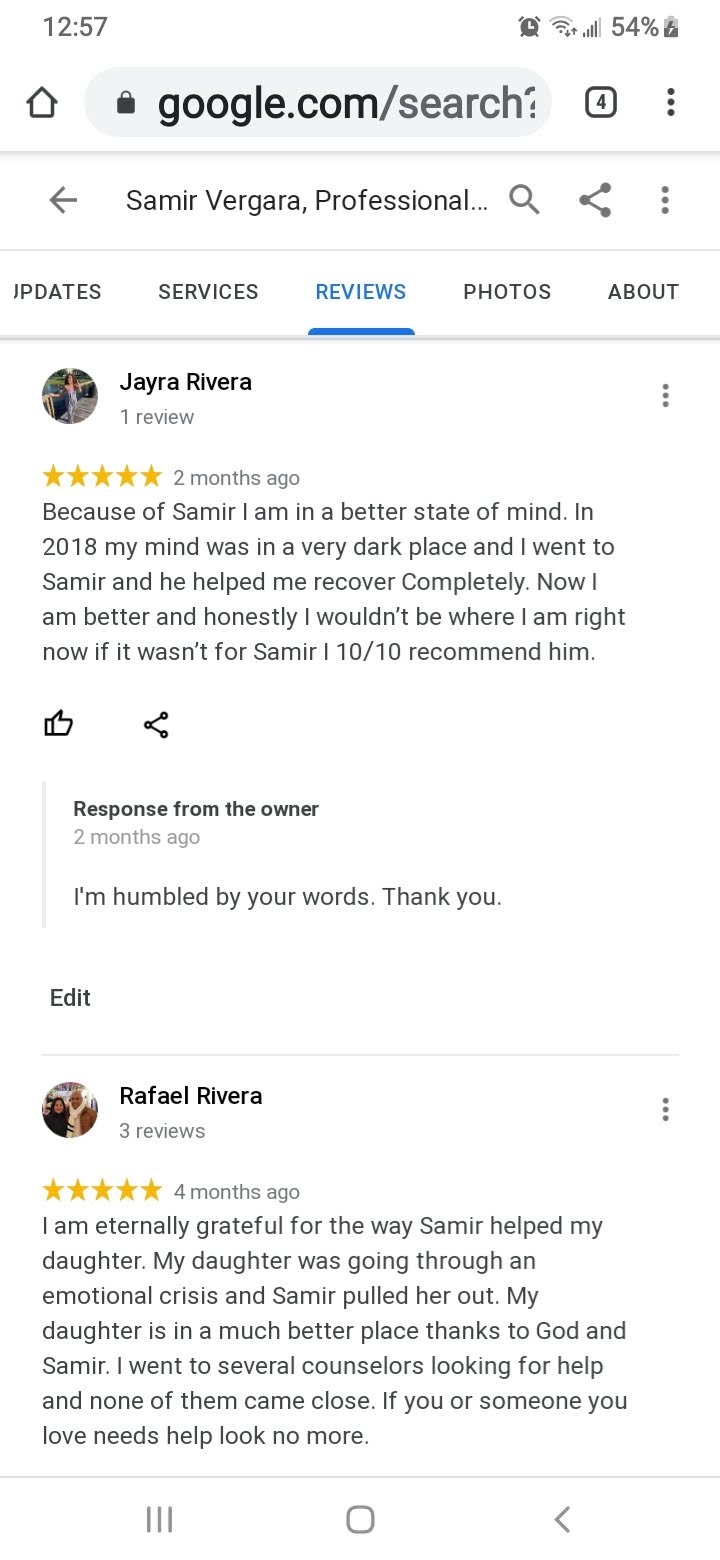 12:57
54%
google.com/search?
4
Samir Vergara, Professional...
UPDATES SERVICES REVIEWS PHOTOS ABOUT
Jayra Rivera
1 review
2 months ago
Because of Samir I am in a better state of mind. In
2018 my mind was in a very dark place and I went to
Samir and he helped me recover Completely. Now I
am better and honestly I wouldn’t be where I am right
now if it wasn’t for Samir I 10/10 recommend him.
Response from the owner
2 months ago
I'm humbled by your words. Thank you.
Edit
Rafael Rivera
3 reviews
4 months ago
I am eternally grateful for the way Samir helped my
daughter. My daughter was going through an
emotional crisis and Samir pulled her out. My
daughter is in a much better place thanks to God and
Samir. I went to several counselors looking for help
and none of them came close. If you or someone you
love needs help look no more.